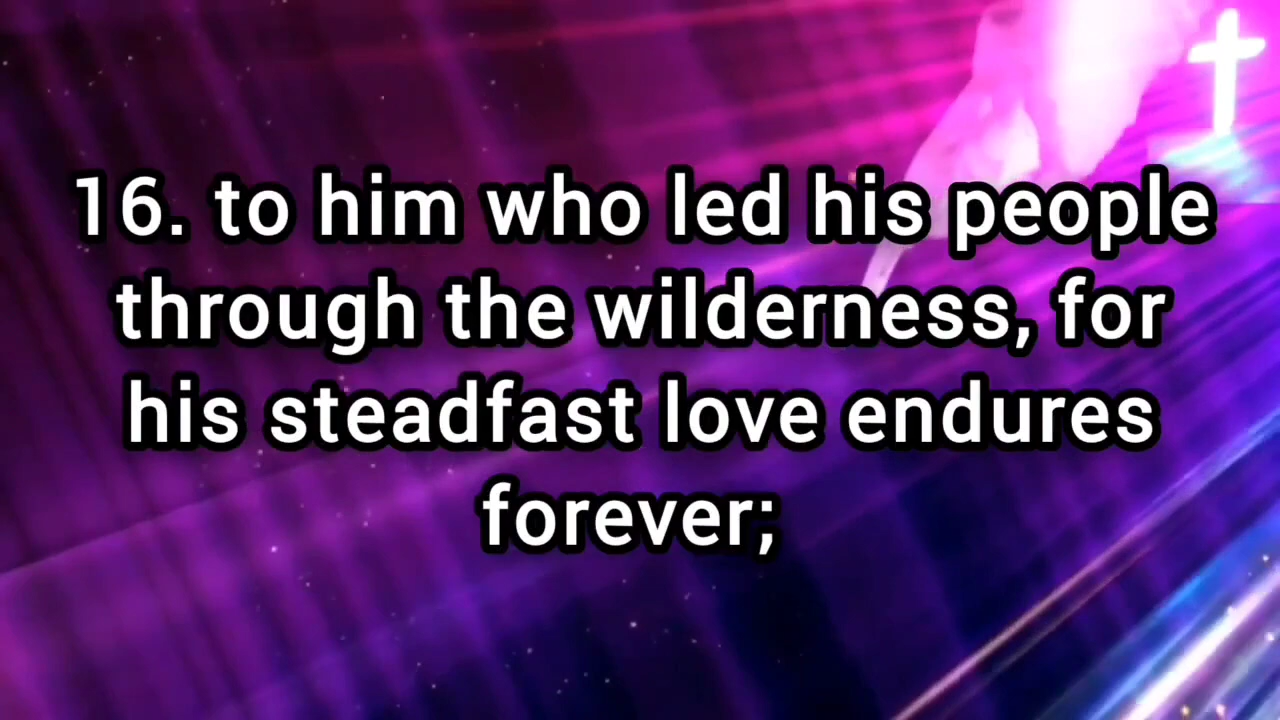 16. to him who led his people
through the wilderness, for
his steadfast love endures
forever;